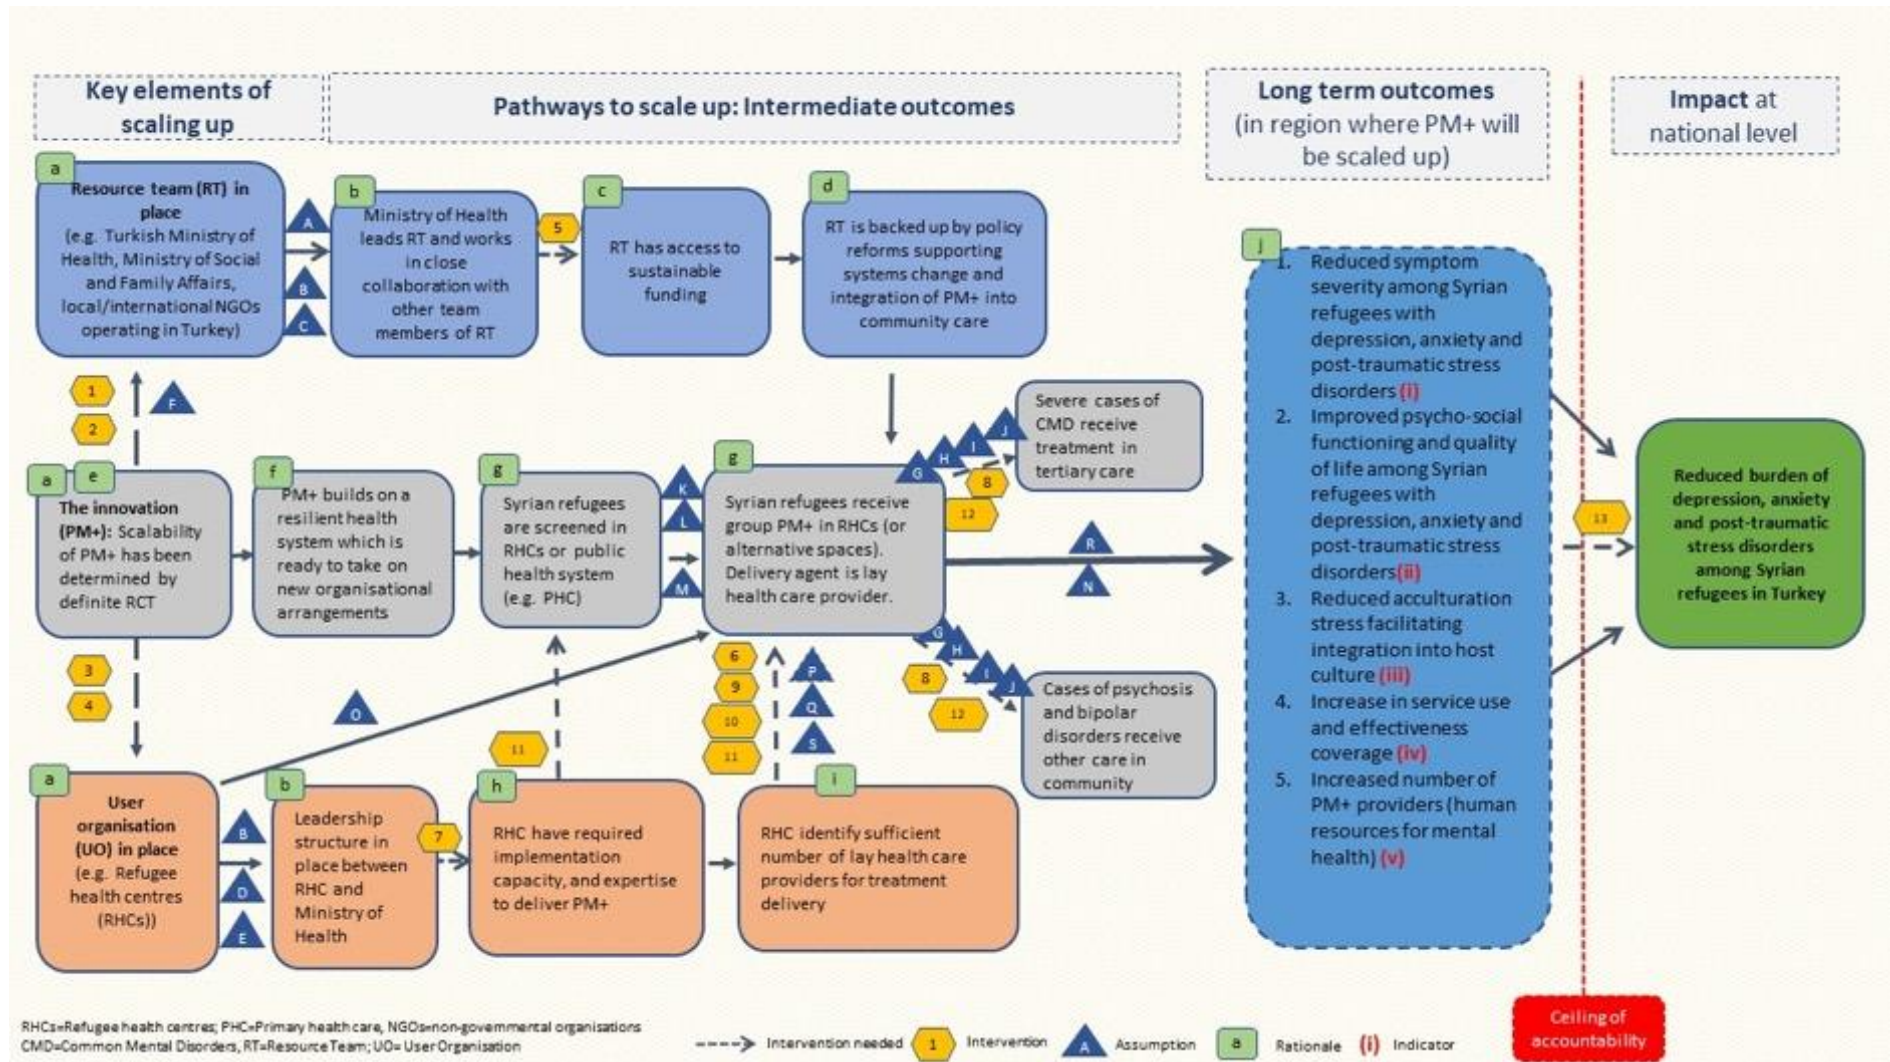 Key elements of
scaling up
Pathways to scale up: Intermediate outcomes
Long term outcomes
(in region where PM+ will
be scaled up)
Impact at
national level
a
Resource team (RT) in
place
(e.g. Turkish Ministry of
Health, Ministry of Social
and Family Affairs,
local/international NGOs
operating in Turkey)
A
B
C
b
Ministry of Health
leads RT and works
in close
collaboration with
other team
members of RT
5
c
RT has access to
sustainable
funding
d
RT is backed up by policy
reforms supporting
systems change and
integration of PM+ into
community care
1
2
F
a
e
The innovation
(PM+): Scalability
of PM+ has been
determined by
definite RCT
f
PM+ builds on a
resilient health
system which is
ready to take on
new organisational
arrangements
g
Syrian refugees
are screened in
RHCs or public
health system
(e.g. PHC)
K
L
M
g
Syrian refugees receive
group PM+ in RHCs (or
alternative spaces).
Delivery agent is lay
health care provider.
G
H
I
J
8
12
Severe cases of
CMD receive
treatment in
tertiary care
R
N
G
H
I
J
8
12
Cases of psychosis
and bipolar
disorders receive
other care in
community
3
4
O
11
6
9
10
11
P
Q
S
a
User
organisation
(UO) in place
(e.g. Refugee
health centres
(RHCs))
B
D
E
b
Leadership
structure in
place between
RHC and
Ministry of
Health
7
h
RHC have required
implementation
capacity, and expertise
to deliver PM+
i
RHC identify sufficient
number of lay health care
providers for treatment
delivery
j
1. Reduced symptom
severity among Syrian
refugees with
depression, anxiety and
post-traumatic stress
disorders (i)
2. Improved psycho-social
functioning and quality
of life among Syrian
refugees with
depression, anxiety and
post-traumatic stress
disorders(ii)
3. Reduced acculturation
stress facilitating
integration into host
culture (iii)
4. Increase in service use
and effectiveness
coverage (iv)
5. Increased number of
PM+ providers (human
resources for mental
health) (v)
13
Reduced burden of
depression, anxiety
and post-traumatic
stress disorders
among Syrian
refugees in Turkey
Ceiling of
accountability
RHCs=Refugee health centres; PHC=Primary health care, NGOs=non-governmental organisations
CMD=Common Mental Disorders, RT=Resource Team; UO= User Organisation
Intervention needed
1
Intervention
A
Assumption
a
Rationale
(i)
Indicator